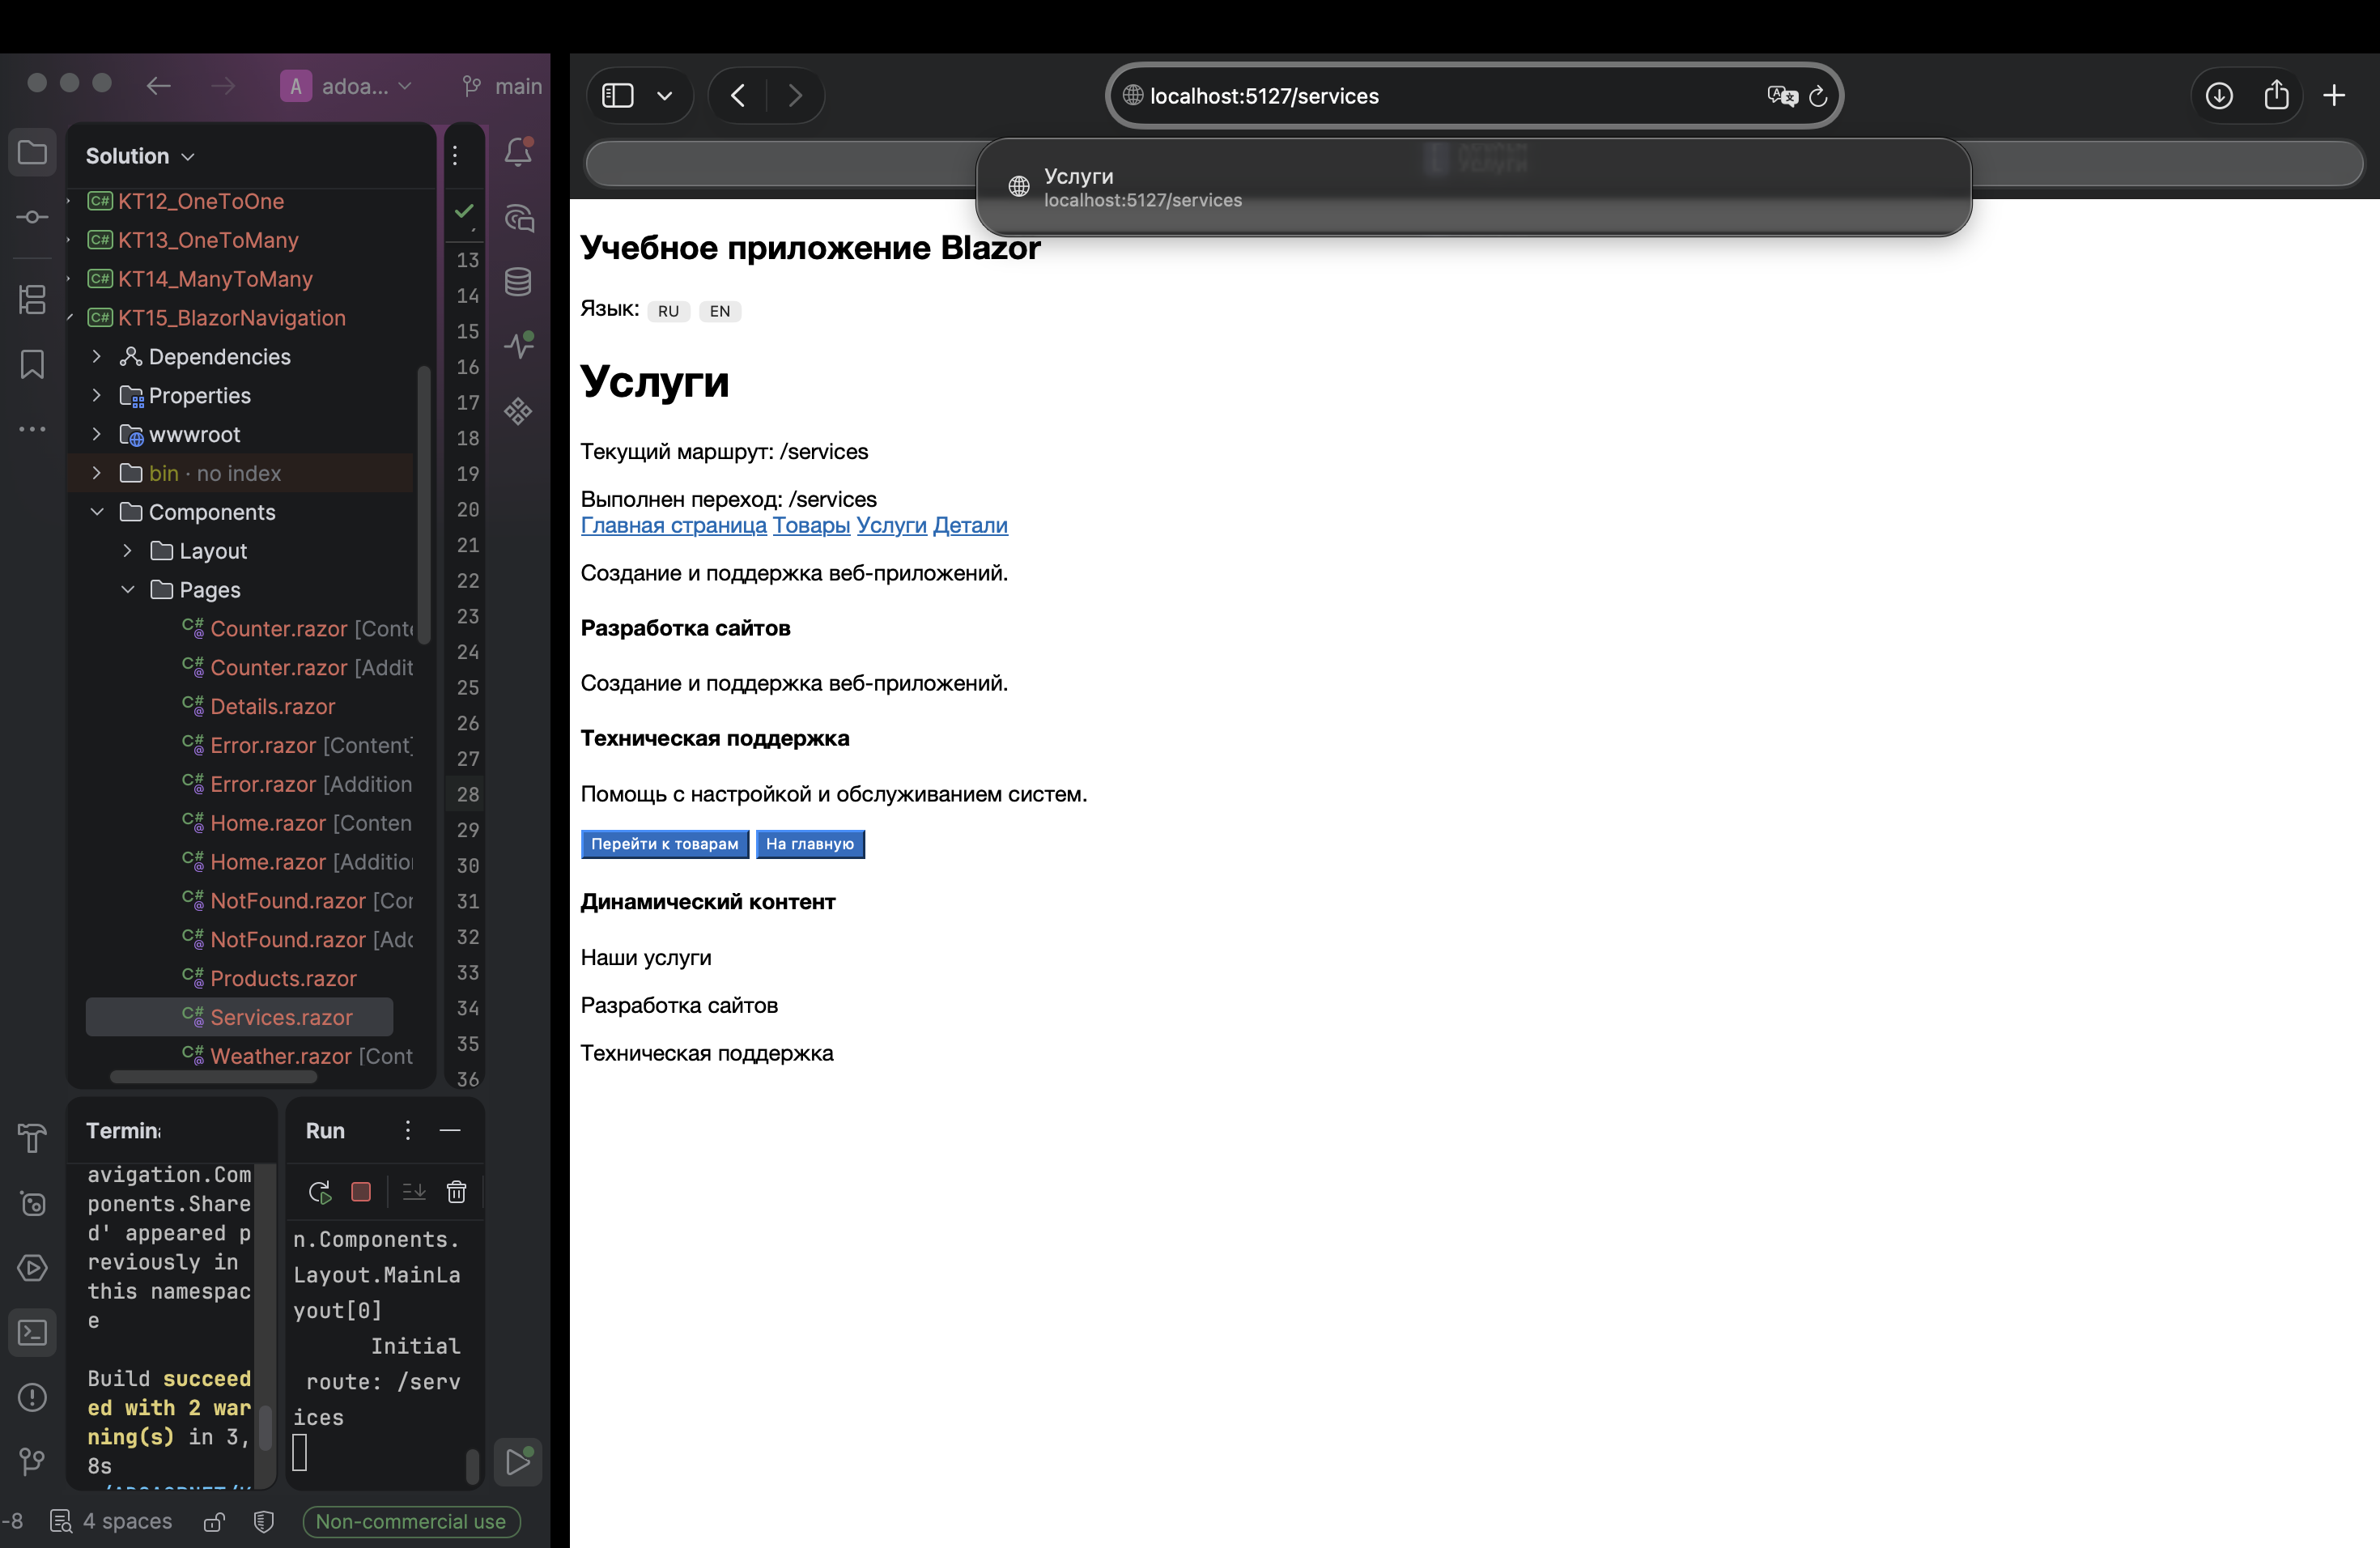 A adoa... main
Solution
C# KT12_OneToOne
C# KT13_OneToMany
C# KT14_ManyToMany
C# KT15_BlazorNavigation
Dependencies
Properties
wwwroot
bin · no index
Components
Layout
Pages
C# Counter.razor [Conte
C# Counter.razor [Addit
C# Details.razor
C# Error.razor [Content]
C# Error.razor [Addition
C# Home.razor [Conten
C# Home.razor [Addition
C# NotFound.razor [Con
C# NotFound.razor [Add
C# Products.razor
C# Services.razor
C# Weather.razor [Cont
13
14
15
16
17
18
19
20
21
22
23
24
25
26
27
28
29
30
31
32
33
34
35
36
Termina
avigation.Com
ponents.Share
d' appeared p
reviously in
this namespac
e
Build succeed
ed with 2 war
ning(s) in 3,
8s
Run
n.Components.
Layout.MainLa
yout[0]
Initial
route: /serv
ices
-8 4 spaces Non-commercial use
localhost:5127/services
Услуги
localhost:5127/services
Учебное приложение Blazor
Язык: RU EN
Услуги
Текущий маршрут: /services
Выполнен переход: /services
Главная страница Товары Услуги Детали
Создание и поддержка веб-приложений.
Разработка сайтов
Создание и поддержка веб-приложений.
Техническая поддержка
Помощь с настройкой и обслуживанием систем.
Перейти к товарам На главную
Динамический контент
Наши услуги
Разработка сайтов
Техническая поддержка